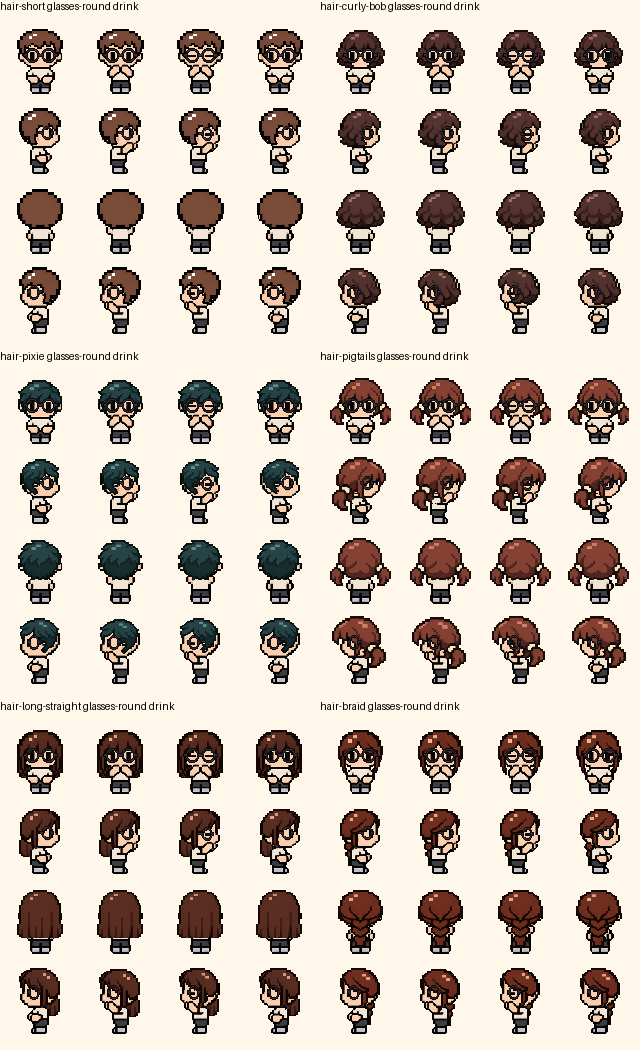 hair-short glasses-round drink
hair-curly-bob glasses-round drink
hair-pixie glasses-round drink
hair-pigtails glasses-round drink
hair-long-straight glasses-round drink
hair-braid glasses-round drink